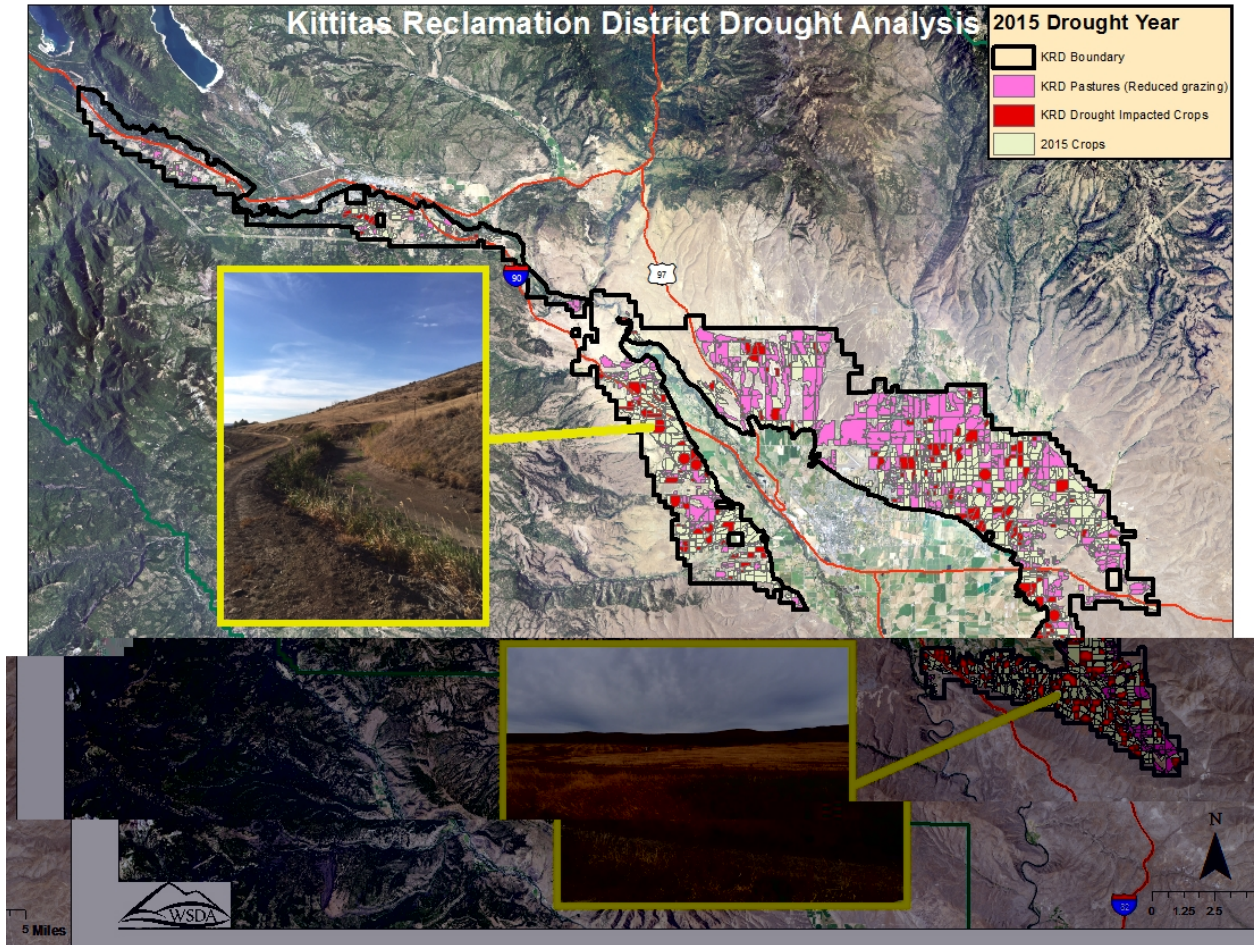 Kittitas Reclamation District Drought Analysis
2015 Drought Year
KRD Boundary
KRD Pastures (Reduced grazing)
KRD Drought Impacted Crops
2015 Crops
90
97
N
82
0 1.25 2.5
5 Miles
WSDA